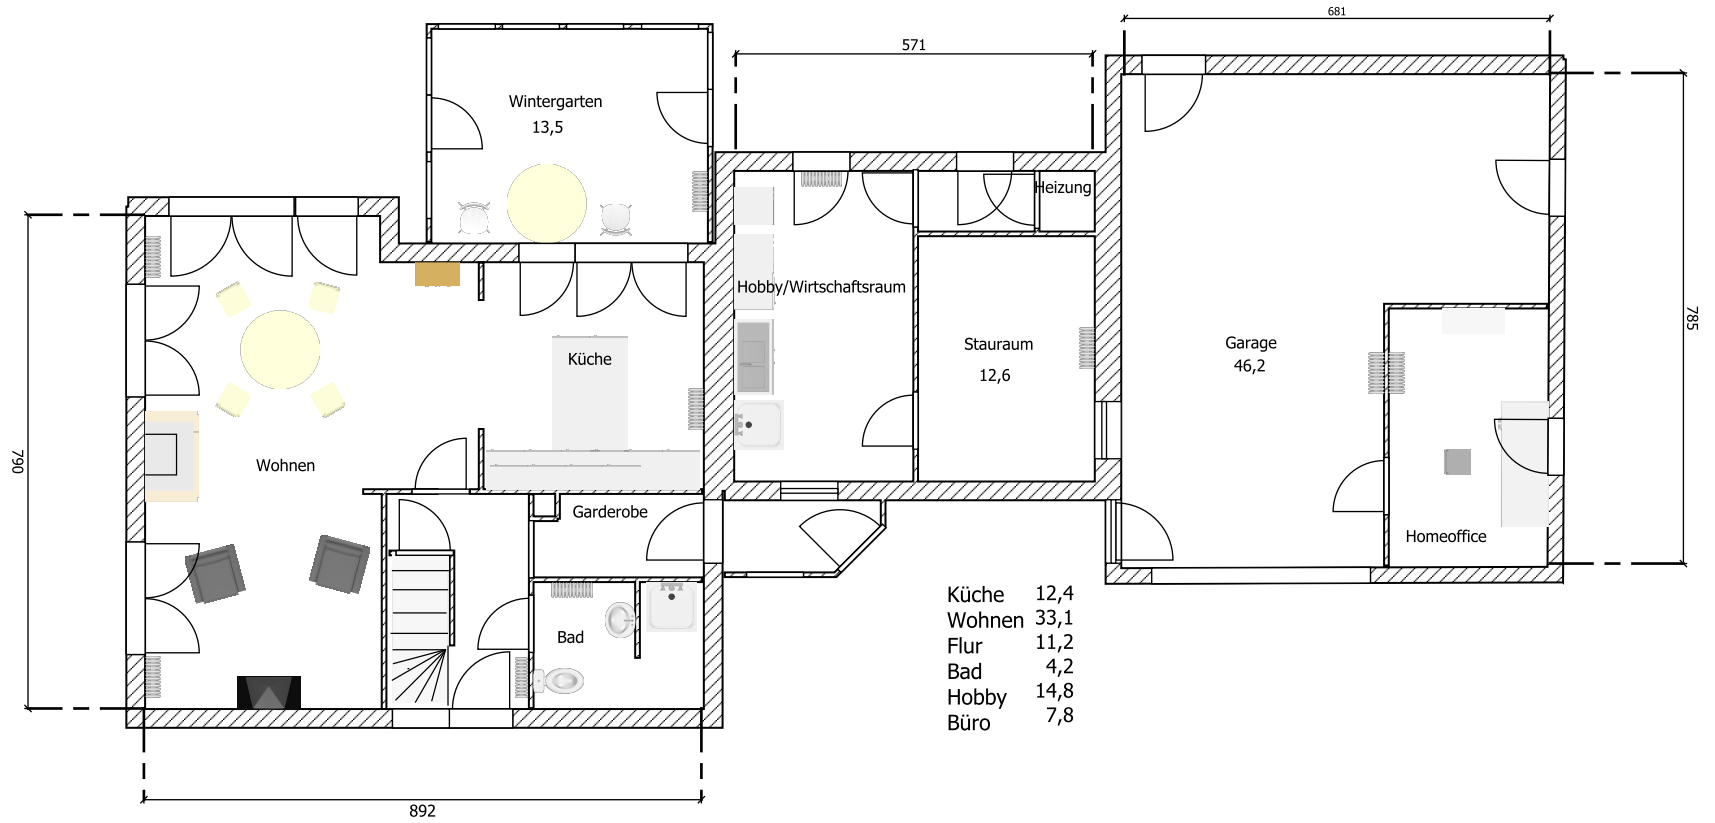 681
571
Wintergarten
13,5
Heizung
Hobby/Wirtschaftsraum
785
Küche
Stauraum
12,6
Garage
46,2
790
Wohnen
Garderobe
Homeoffice
Bad
Küche 12,4
Wohnen 33,1
Flur 11,2
Bad 4,2
Hobby 14,8
Büro 7,8
892